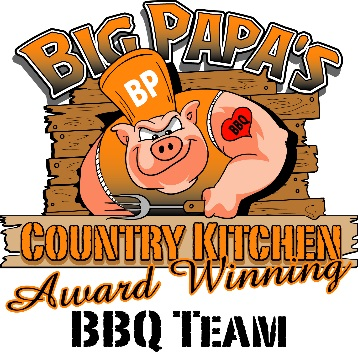 BIG PAPA'S
BP
BBQ
COUNTRY KITCHEN
Award Winning
BBQ TEAM